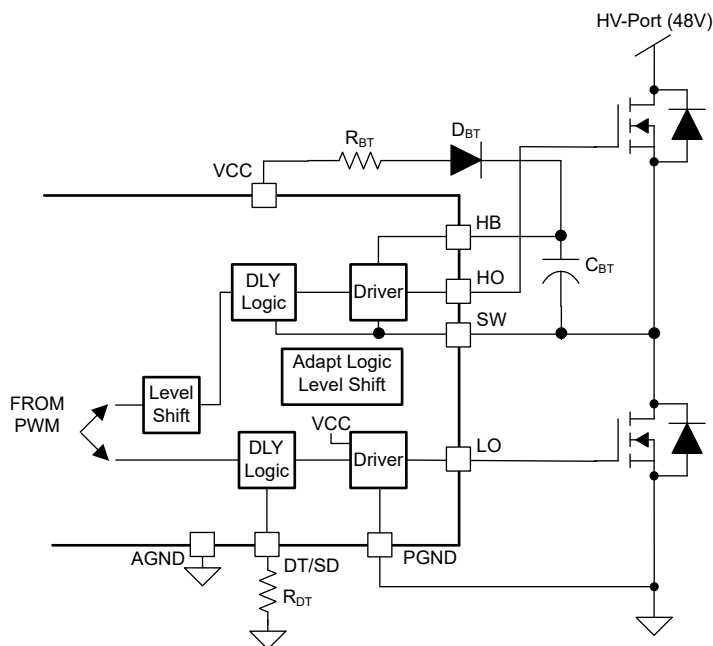 HV-Port (48V)
RBT
DBT
VCC
HB
CBT
HO
DLY
Logic
Driver
SW
Adapt Logic
Level Shift
Level
Shift
FROM
PWM
VCC
DLY
Logic
Driver
LO
AGND
DT/SD
PGND
RDT